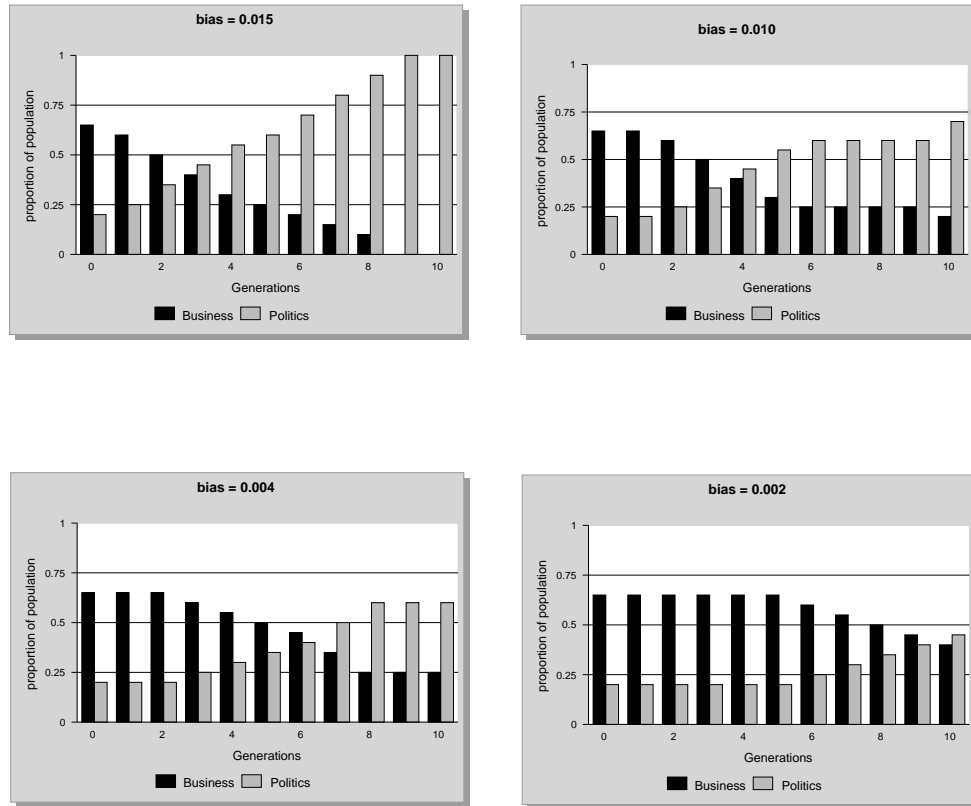 bias = 0.015
1
0.75
0.5
0.25
0
proportion of population
0 2 4 6 8 10
Generations
Business Politics
bias = 0.010
1
0.75
0.5
0.25
0
proportion of population
0 2 4 6 8 10
Generations
Business Politics
bias = 0.004
1
0.75
0.5
0.25
0
proportion of population
0 2 4 6 8 10
Generations
Business Politics
bias = 0.002
1
0.75
0.5
0.25
0
proportion of population
0 2 4 6 8 10
Generations
Business Politics